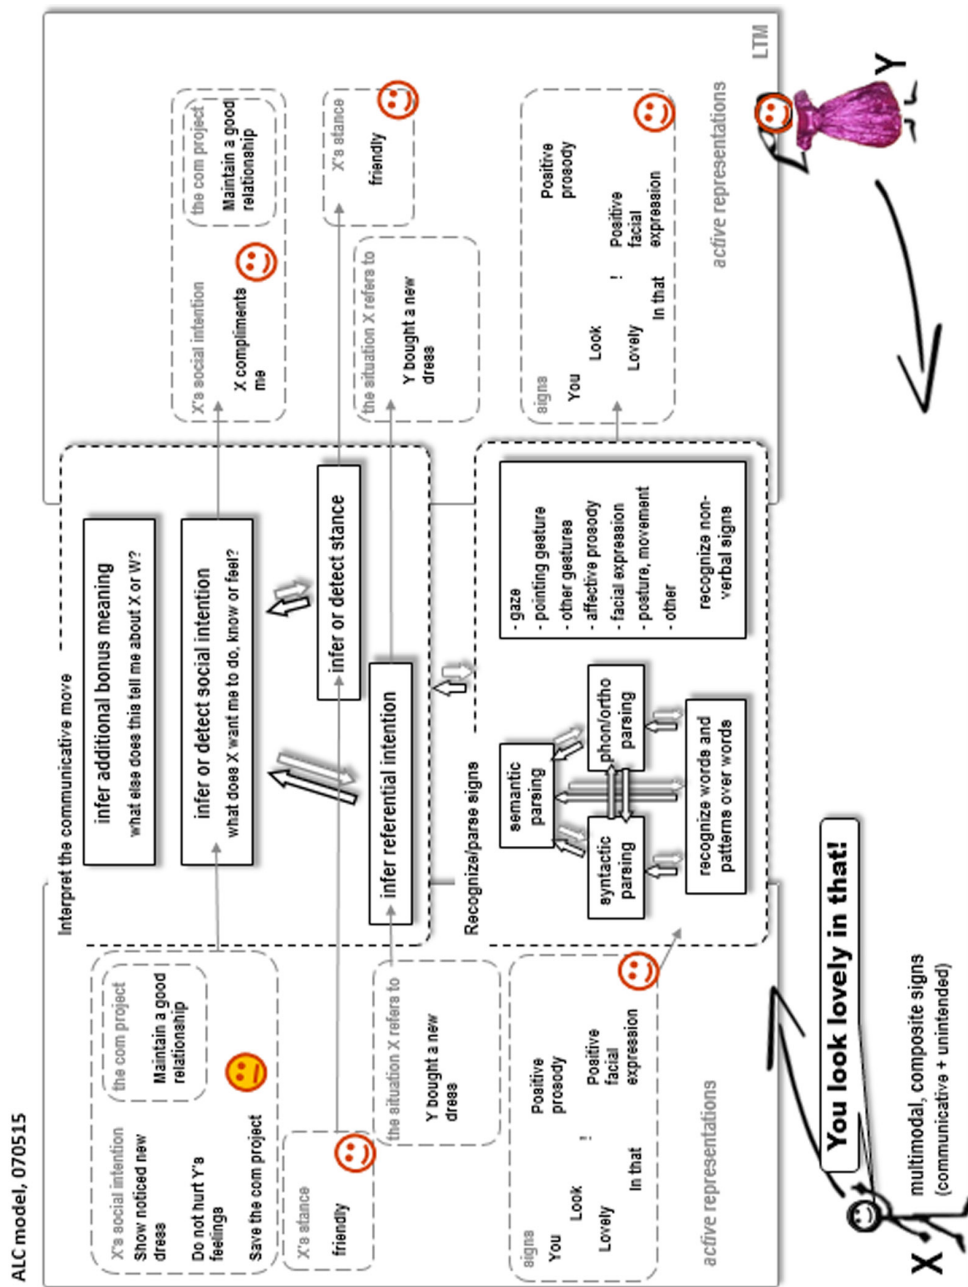 ALC model, 070515
X's social intention
Show noticed new
dress
Do not hurt Y's
feelings
Save the com project
the com project
Maintain a good
relationship
X's stance
friendly
the situation X refers to
Y bought a new
dress
signs
You
Look
Lovely
!
In that
Positive
prosody
Positive
facial
expression
active representations
Interpret the communicative move
infer additional bonus meaning
what else does this tell me about X or W?
infer or detect social intention
what does X want me to do, know or feel?
infer or detect stance
infer referential intention
Recognize/parse signs
semantic
parsing
syntactic
parsing
phon/ortho
parsing
recognize words and
patterns over words
- gaze
- pointing gesture
- other gestures
- affective prosody
- facial expression
- posture, movement
- other
recognize non-
verbal signs
X's social intention
X compliments
me
the com project
Maintain a good
relationship
X's stance
friendly
the situation X refers to
Y bought a new
dress
signs
You
Look
Lovely
!
In that
Positive
prosody
Positive
facial
expression
active representations
LTM
X
You look lovely in that!
multimodal, composite signs
(communicative + unintended)
Y